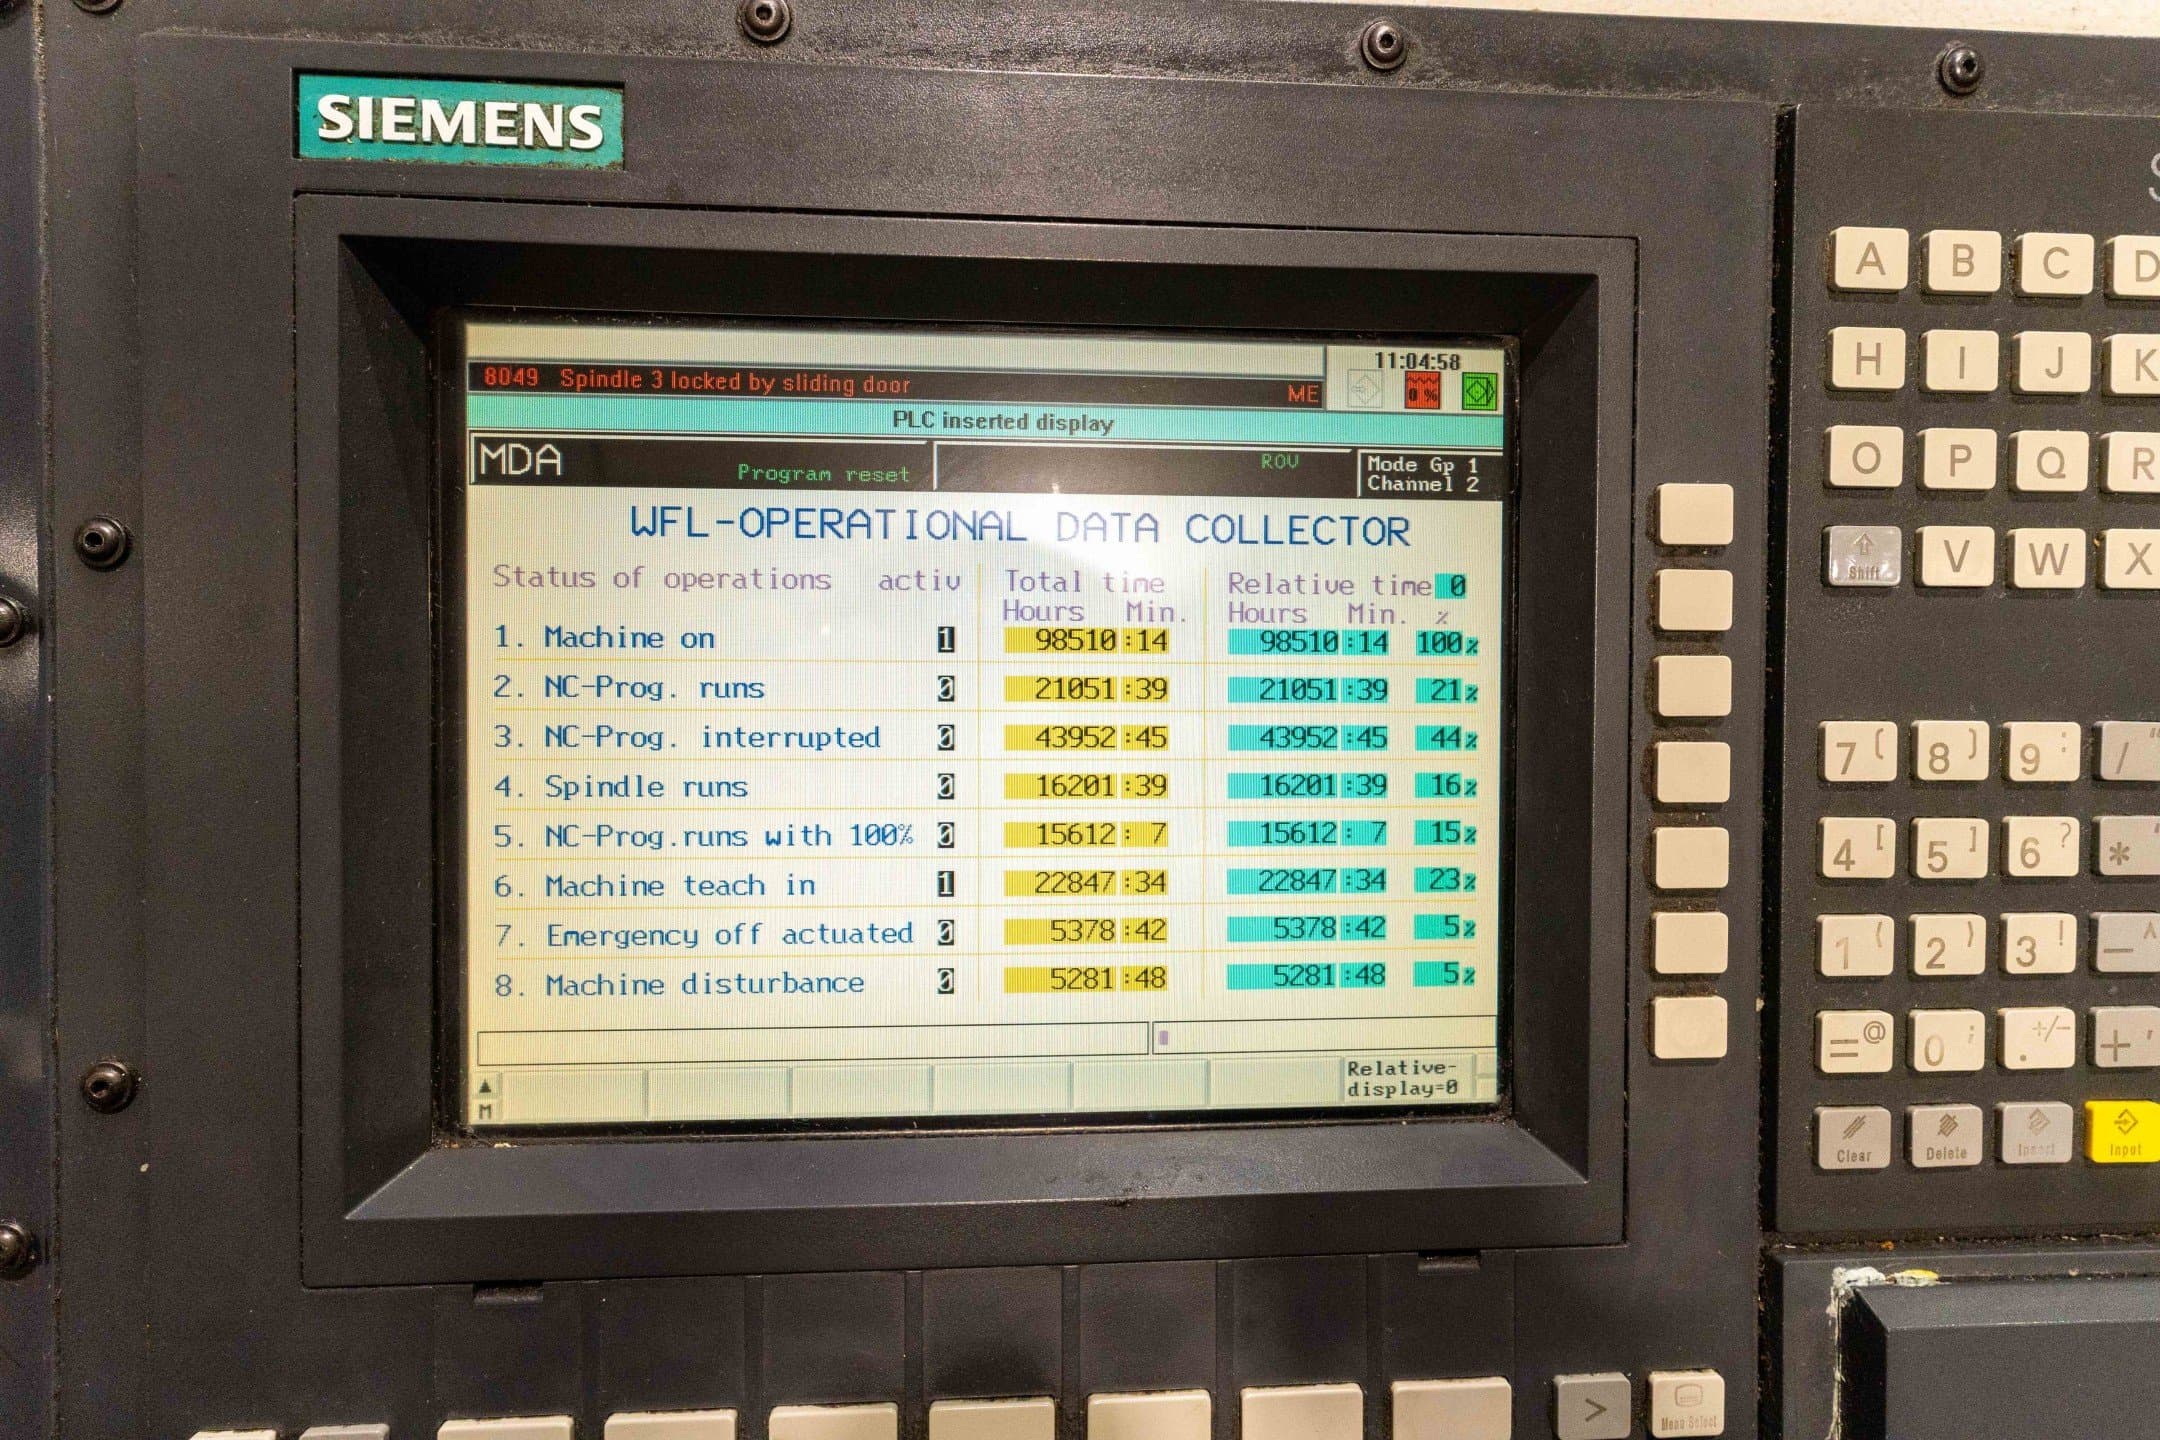 SIEMENS
11:04:58
8049 Spindle 3 locked by sliding door ME
0 %
PLC inserted display
MDA Program reset ROV Mode Gp 1
Channel 2
WFL-OPERATIONAL DATA COLLECTOR
Status of operations activ Total time Relative time 0
Hours Min. Hours Min. %
1. Machine on 1 98510 :14 98510 :14 100%
2. NC-Prog. runs 0 21051 :39 21051 :39 21%
3. NC-Prog. interrupted 0 43952 :45 43952 :45 44%
4. Spindle runs 0 16201 :39 16201 :39 16%
5. NC-Prog.runs with 100% 0 15612 : 7 15612 : 7 15%
6. Machine teach in 1 22847 :34 22847 :34 23%
7. Emergency off actuated 0 5378 :42 5378 :42 5%
8. Machine disturbance 0 5281 :48 5281 :48 5%
Relative-
display=0
M
A B C D
H I J K
O P Q R
Shift V W X
7 ( 8 ) 9 : / "
4 [ 5 ] 6 ? *
1 ( 2 ) 3 ! - ^
= @ 0 ; . +/- + '
Clear Delete Insert Input
> Menu Select